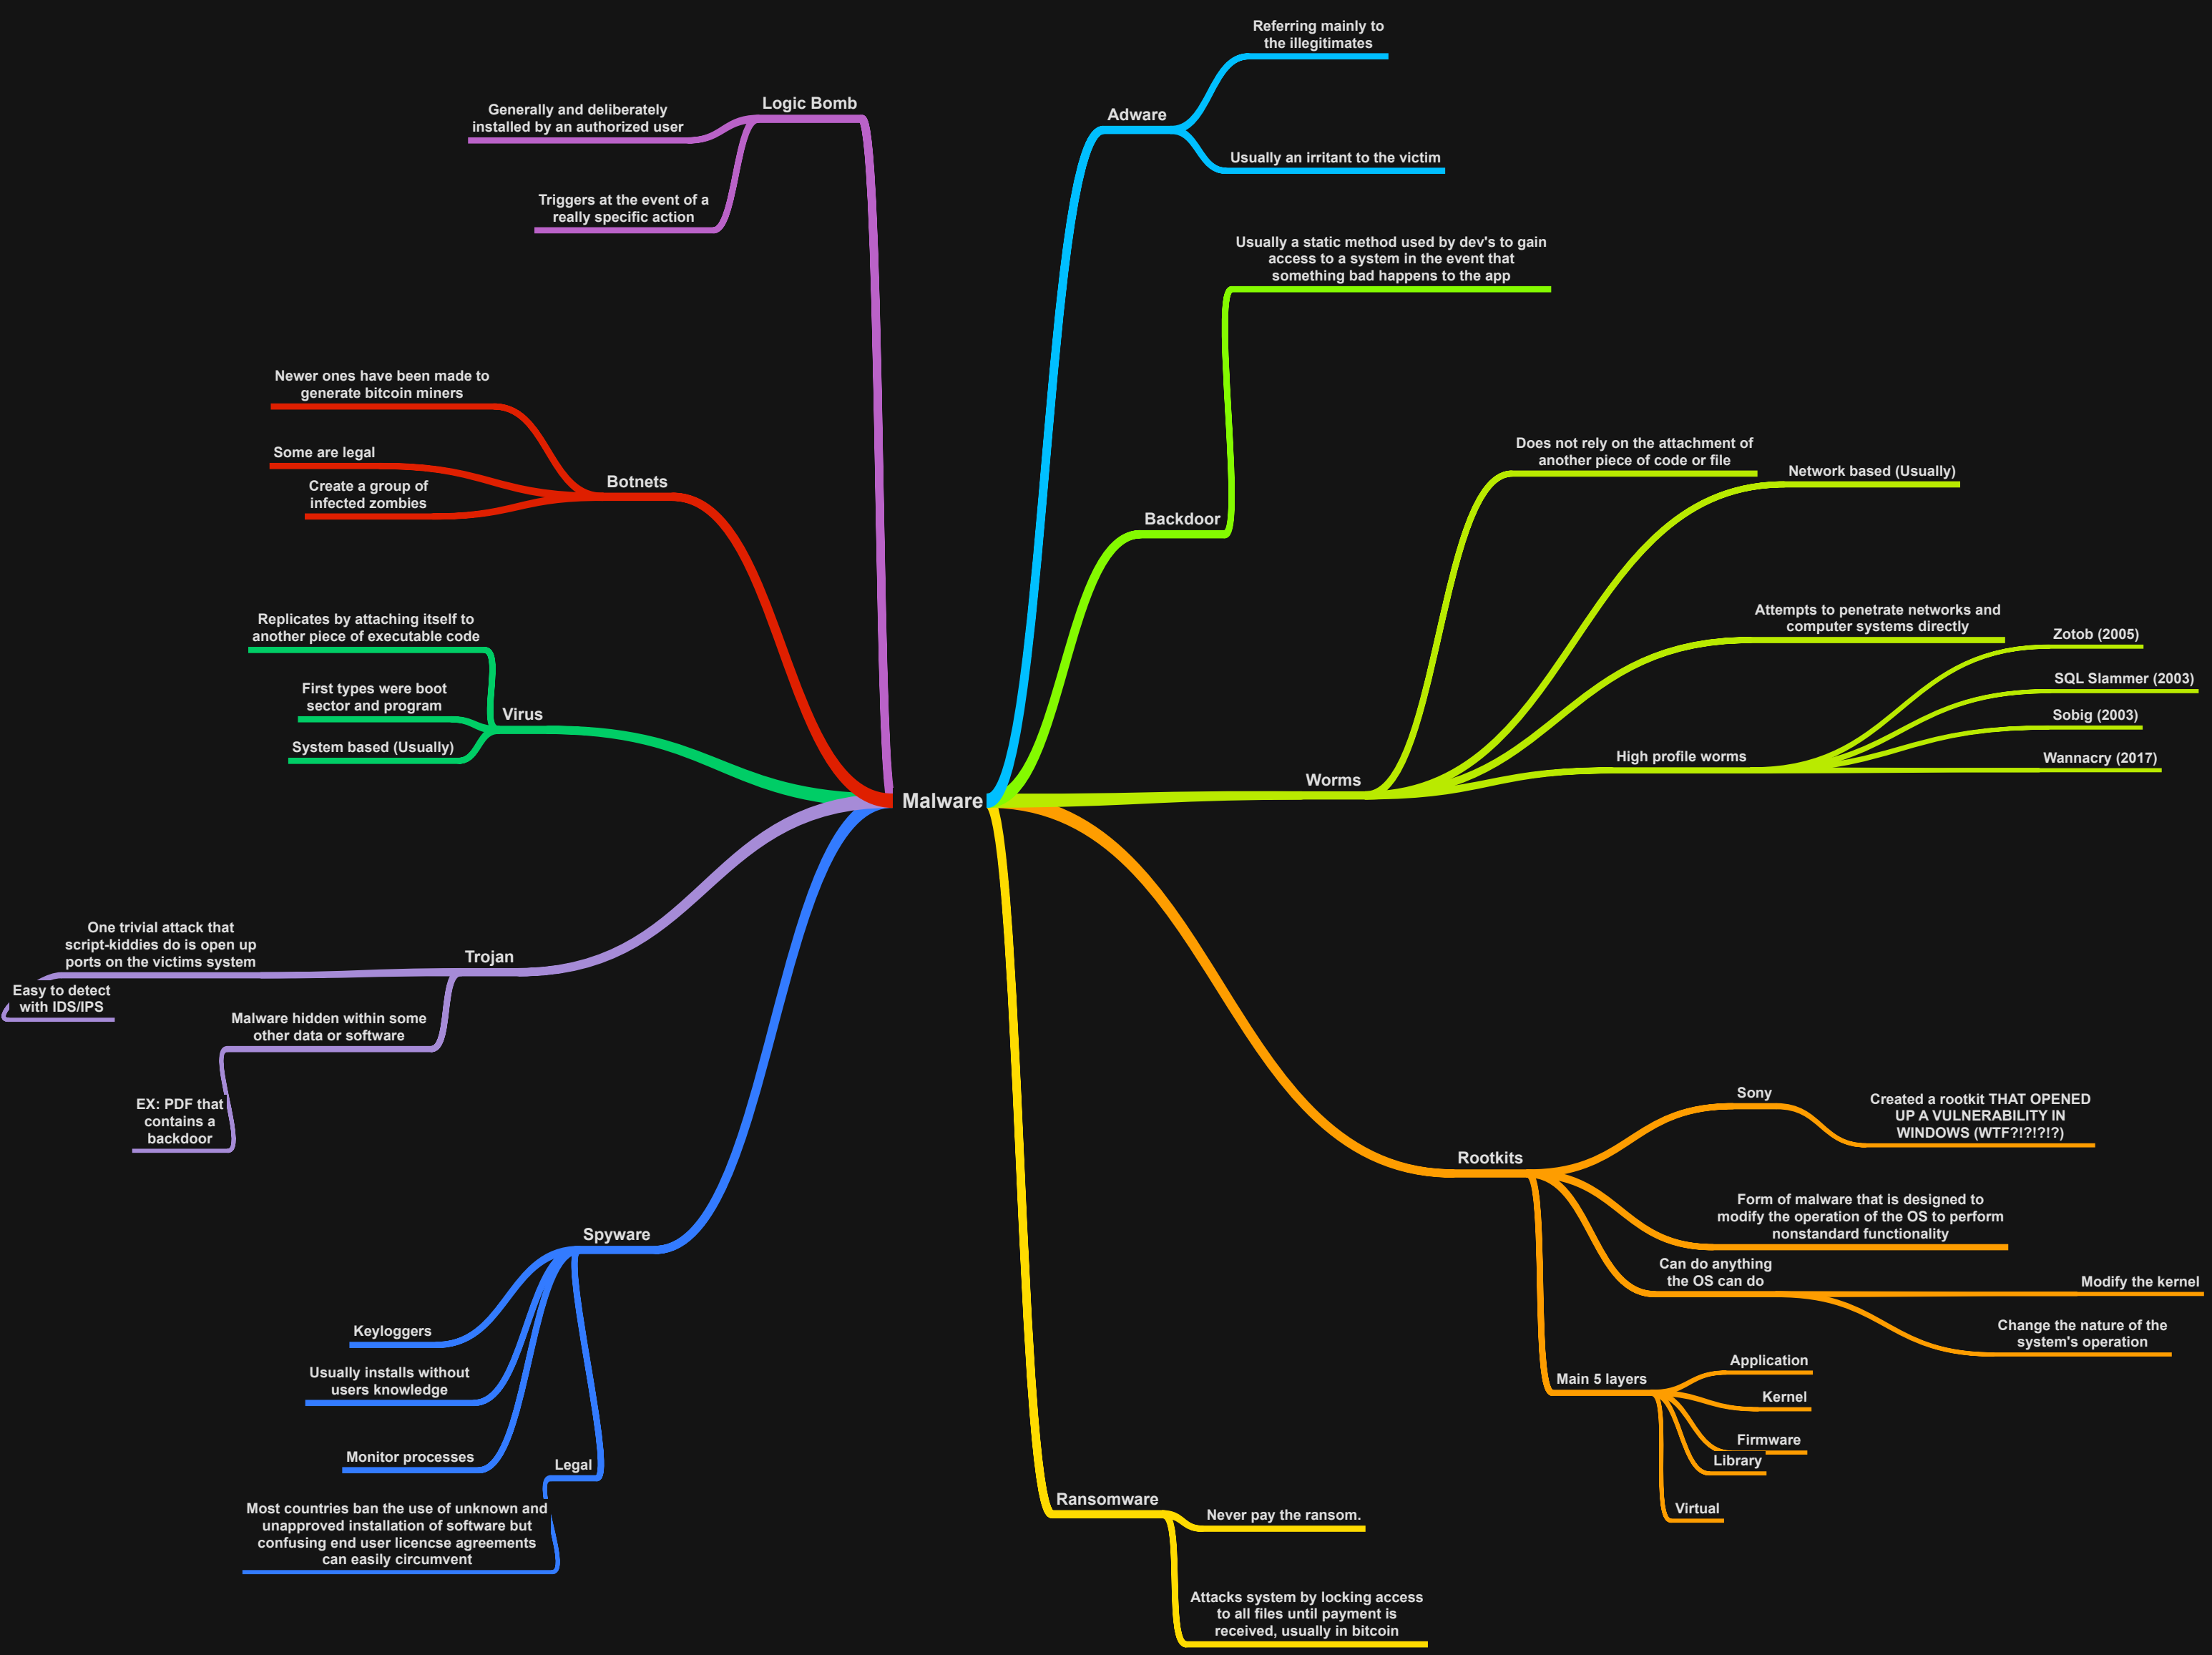 Malware
Logic Bomb
Generally and deliberately
installed by an authorized user
Triggers at the event of a
really specific action
Botnets
Newer ones have been made to
generate bitcoin miners
Some are legal
Create a group of
infected zombies
Virus
Replicates by attaching itself to
another piece of executable code
First types were boot
sector and program
System based (Usually)
Trojan
One trivial attack that
script-kiddies do is open up
ports on the victims system
Easy to detect
with IDS/IPS
Malware hidden within some
other data or software
EX: PDF that
contains a
backdoor
Spyware
Keyloggers
Usually installs without
users knowledge
Monitor processes
Legal
Most countries ban the use of unknown and
unapproved installation of software but
confusing end user licencse agreements
can easily circumvent
Adware
Referring mainly to
the illegitimates
Usually an irritant to the victim
Backdoor
Usually a static method used by dev's to gain
access to a system in the event that
something bad happens to the app
Worms
Does not rely on the attachment of
another piece of code or file
Network based (Usually)
Attempts to penetrate networks and
computer systems directly
High profile worms
Zotob (2005)
SQL Slammer (2003)
Sobig (2003)
Wannacry (2017)
Rootkits
Sony
Created a rootkit THAT OPENED
UP A VULNERABILITY IN
WINDOWS (WTF?!?!?!?)
Form of malware that is designed to
modify the operation of the OS to perform
nonstandard functionality
Can do anything
the OS can do
Modify the kernel
Change the nature of the
system's operation
Main 5 layers
Application
Kernel
Firmware
Library
Virtual
Ransomware
Never pay the ransom.
Attacks system by locking access
to all files until payment is
received, usually in bitcoin